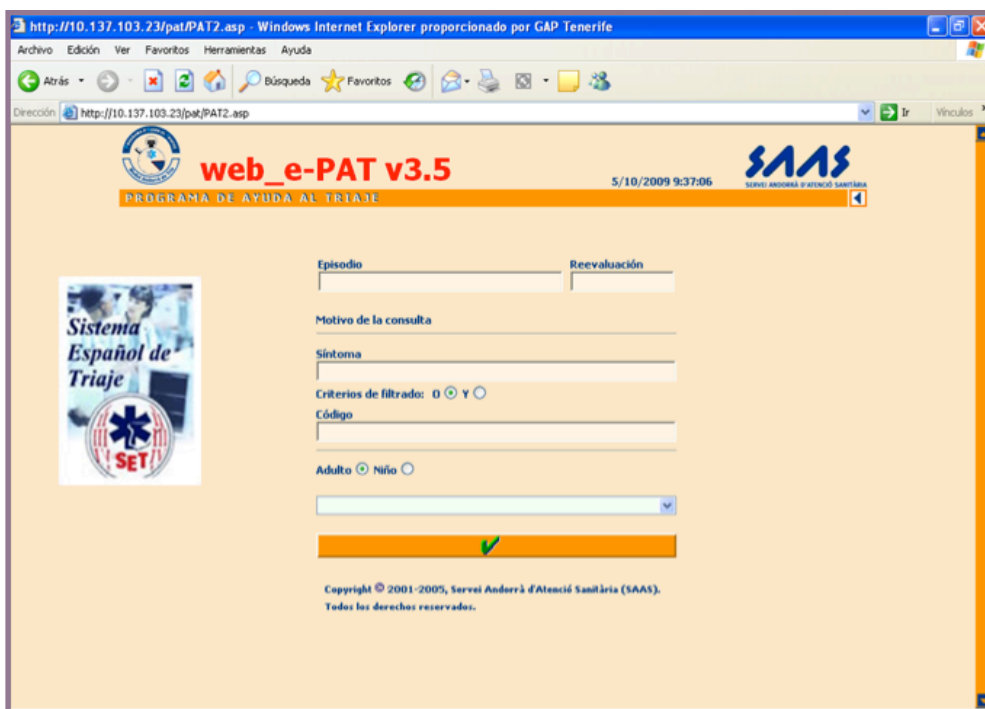 http://10.137.103.23/pat/PAT2.asp - Windows Internet Explorer proporcionado por GAP Tenerife
Archivo Edición Ver Favoritos Herramientas Ayuda
Atrás Búsqueda Favoritos
Dirección http://10.137.103.23/pat/PAT2.asp Ir Vínculos
web_e-PAT v3.5
5/10/2009 9:37:06
SAAS
SERVEI ANDORRÀ D'ATENCIÓ SANITÀRIA
PROGRAMA DE AYUDA AL TRIAJE
Episodio Reevaluación
Motivo de la consulta
Sistema
Español de
Triaje
SET
Síntoma
Criterios de filtrado: O Y
Código
Adulto Niño
Copyright © 2001-2005, Servei Andorrà d'Atenció Sanitària (SAAS).
Todos los derechos reservados.